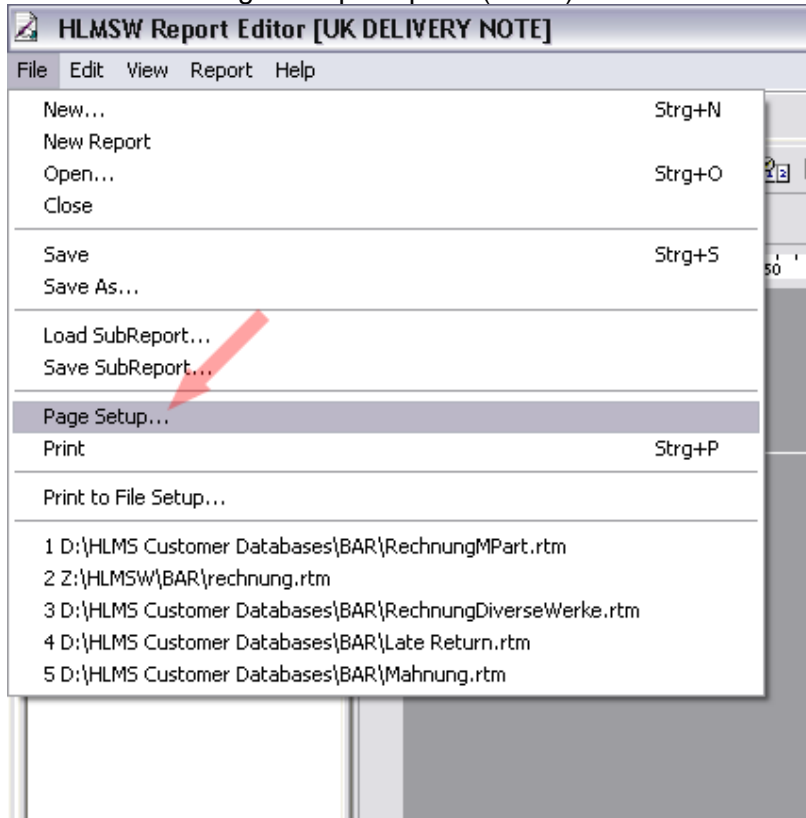 HLMSW Report Editor [UK DELIVERY NOTE]
File Edit View Report Help
New... Strg+N
New Report
Open... Strg+O
Close
Save Strg+S
Save As...
50
Load SubReport...
Save SubReport...
Page Setup...
Print Strg+P
Print to File Setup...
1 D:\HLMS Customer Databases\BAR\RechnungMPart.rtm
2 Z:\HLMSW\BAR\rechnung.rtm
3 D:\HLMS Customer Databases\BAR\RechnungDiverseWerke.rtm
4 D:\HLMS Customer Databases\BAR\Late Return.rtm
5 D:\HLMS Customer Databases\BAR\Mahnung.rtm